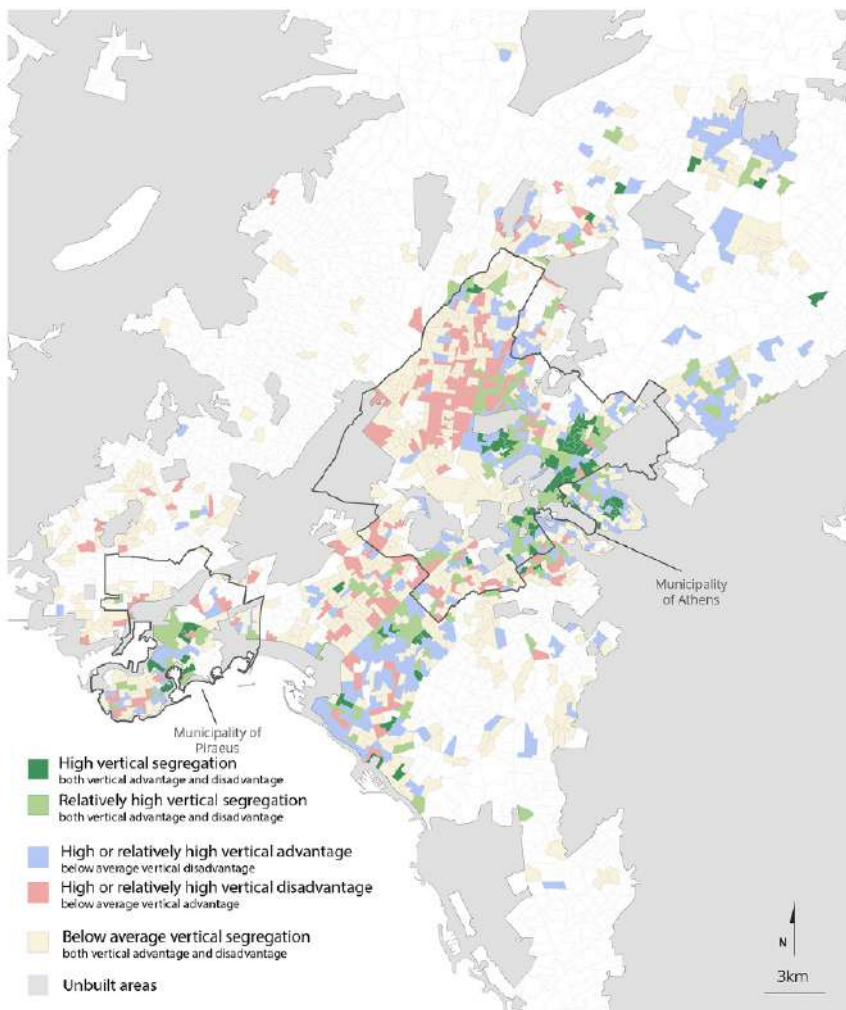 Municipality
of Athens
Municipality of
Piraeus
High vertical segregation
both vertical advantage and disadvantage
Relatively high vertical segregation
both vertical advantage and disadvantage
High or relatively high vertical advantage
below average vertical disadvantage
High or relatively high vertical disadvantage
below average vertical advantage
Below average vertical segregation
both vertical advantage and disadvantage
Unbuilt areas
N
3km